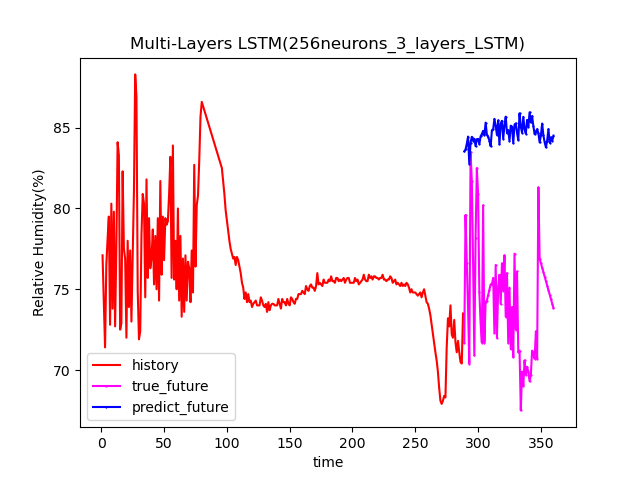 Multi-Layers LSTM(256neurons_3_layers_LSTM)
Relative Humidity(%)
85
80
75
70
history
true_future
predict_future
0
50
100
150
200
250
300
350
time